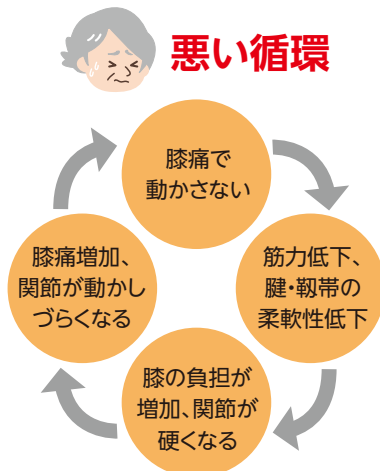 悪い循環
膝痛で
動かさない
筋力低下、
腱・靱帯の
柔軟性低下
膝の負担が
増加、関節が
硬くなる
膝痛増加、
関節が動かし
づらくなる